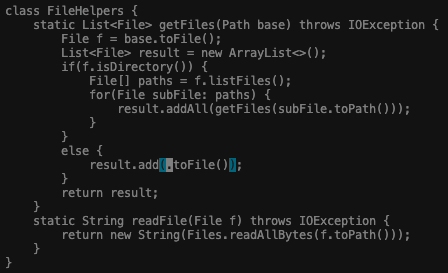 class FileHelpers {
    static List<File> getFiles(Path base) throws IOException {
        File f = base.toFile();
        List<File> result = new ArrayList<>();
        if(f.isDirectory()) {
            File[] paths = f.listFiles();
            for(File subFile: paths) {
                result.addAll(getFiles(subFile.toPath()));
            }
        }
        else {
            result.add(.toFile());
        }
        return result;
    }
    static String readFile(File f) throws IOException {
        return new String(Files.readAllBytes(f.toPath()));
    }
}